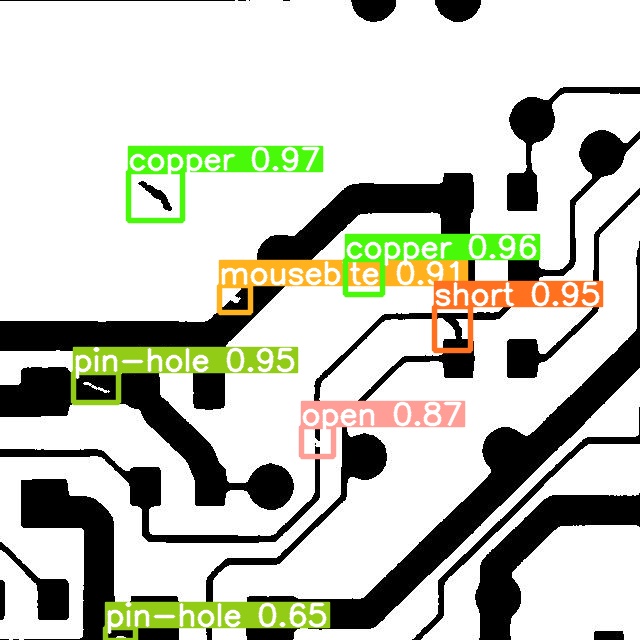 copper 0.97
copper 0.96
mousebite 0.91
short 0.95
pin-hole 0.95
open 0.87
pin-hole 0.65